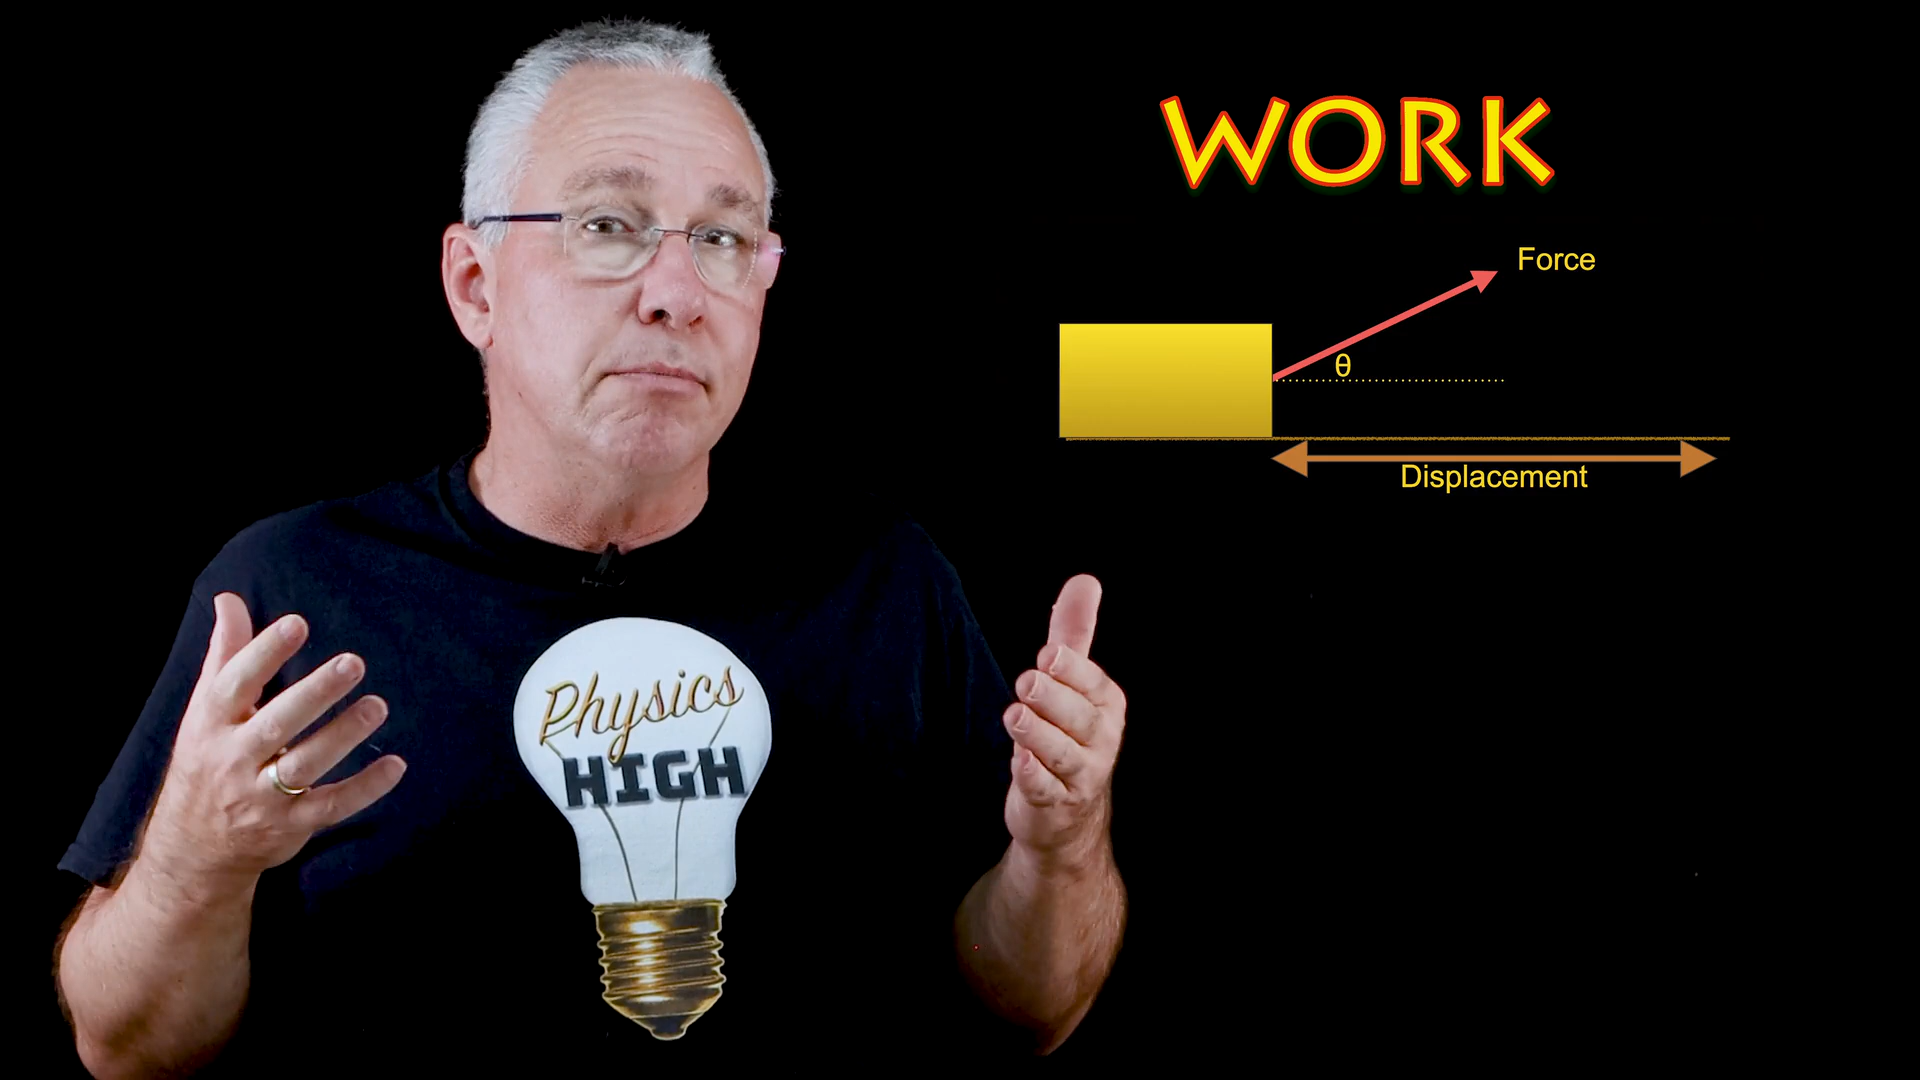 WORK
Force
θ
Displacement
Physics
HIGH